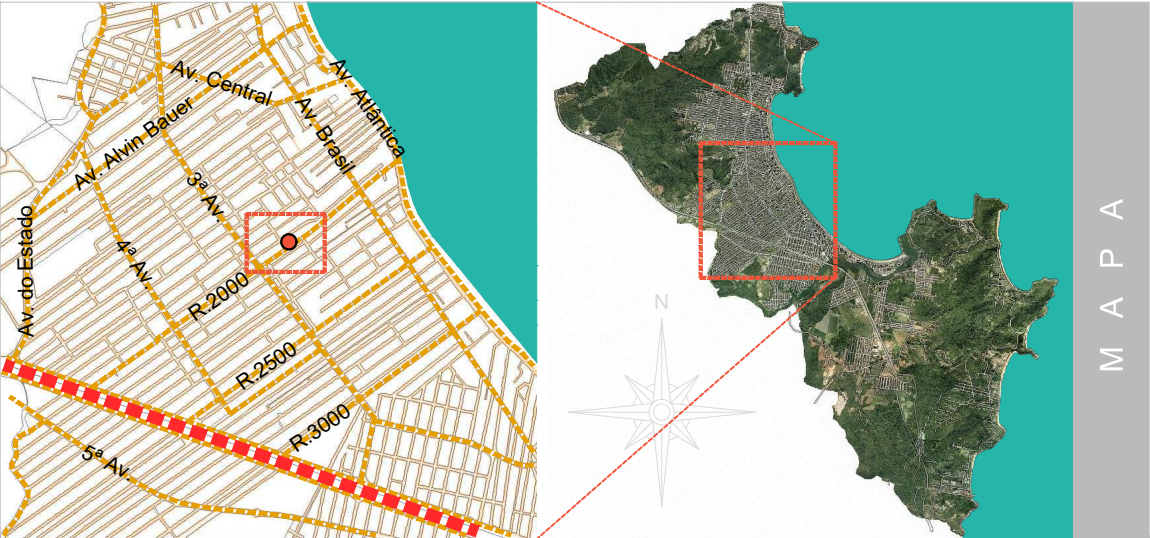 Av. Central
Av. Atlântica
Av. Alvin Bauer
Av. Brasil
3ª Av.
Av. do Estado
4ª Av.
R.2000
R.2500
R.3000
5ª Av.
N
MAPA